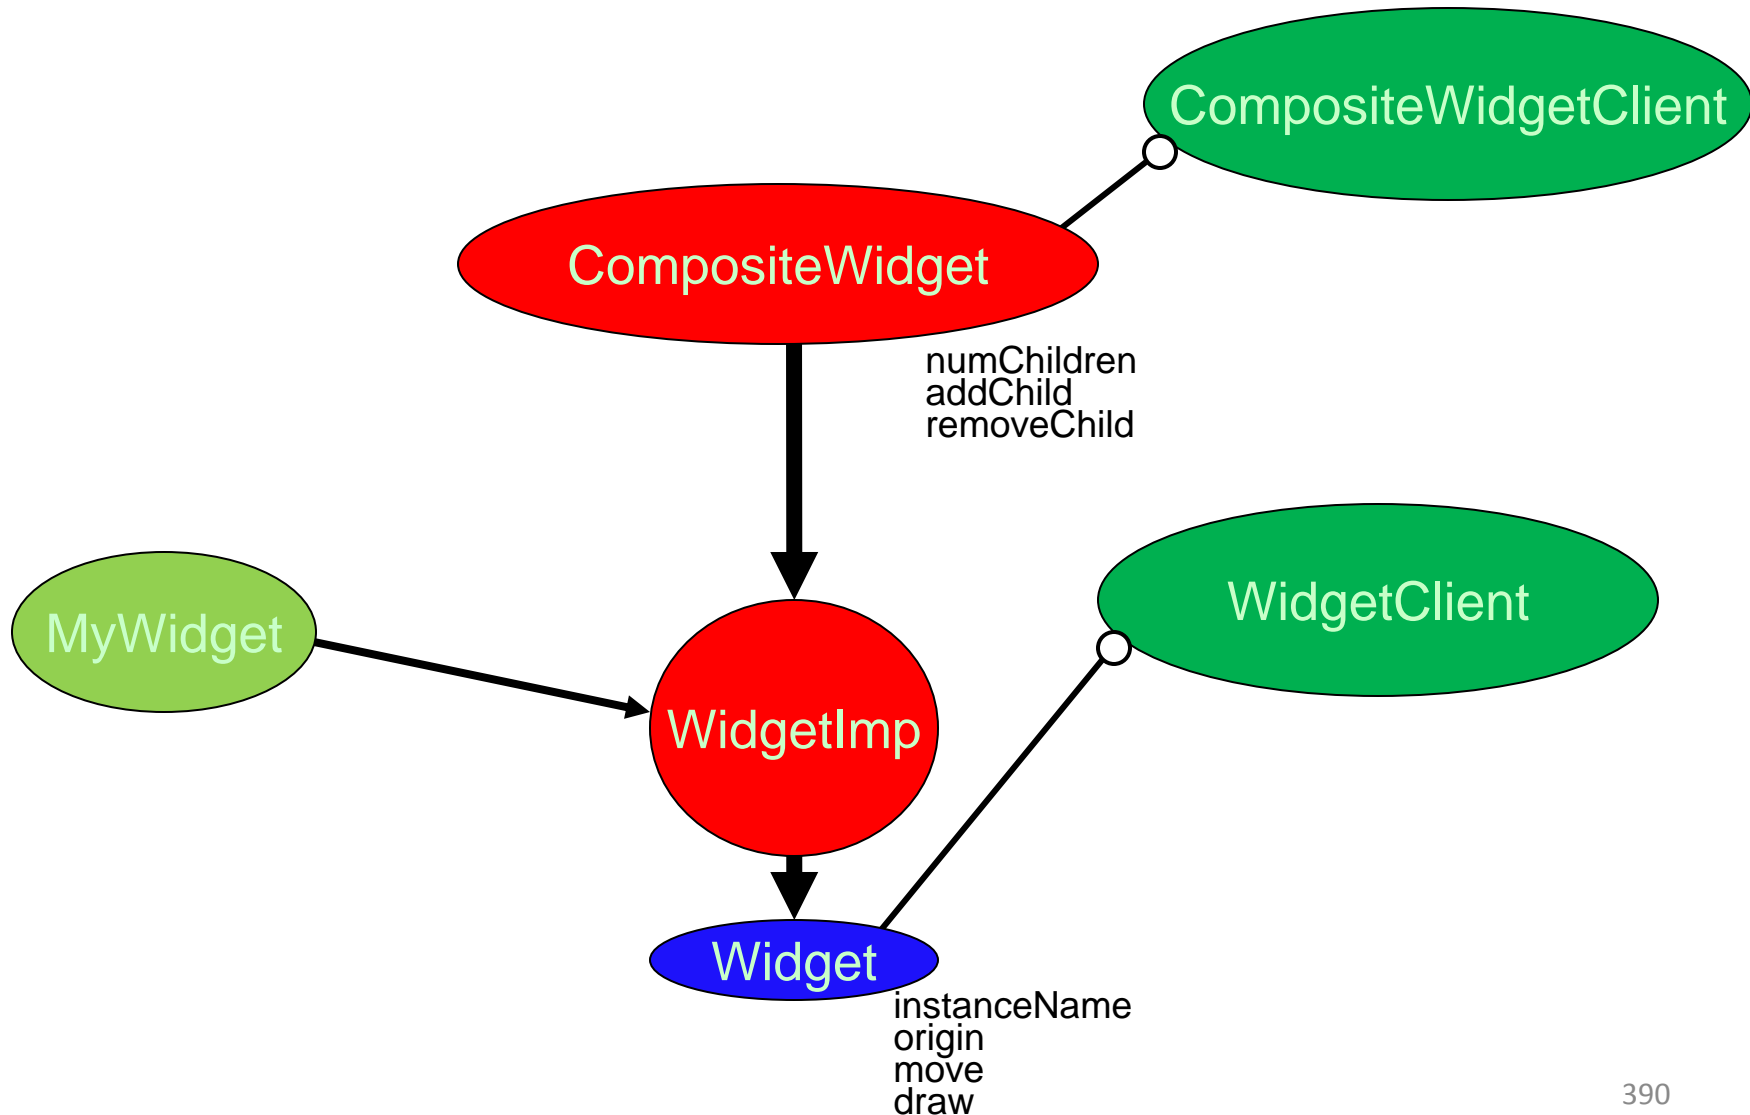 CompositeWidgetClient
CompositeWidget
numChildren
addChild
removeChild
WidgetClient
MyWidget
WidgetImp
Widget
instanceName
origin
move
draw
390